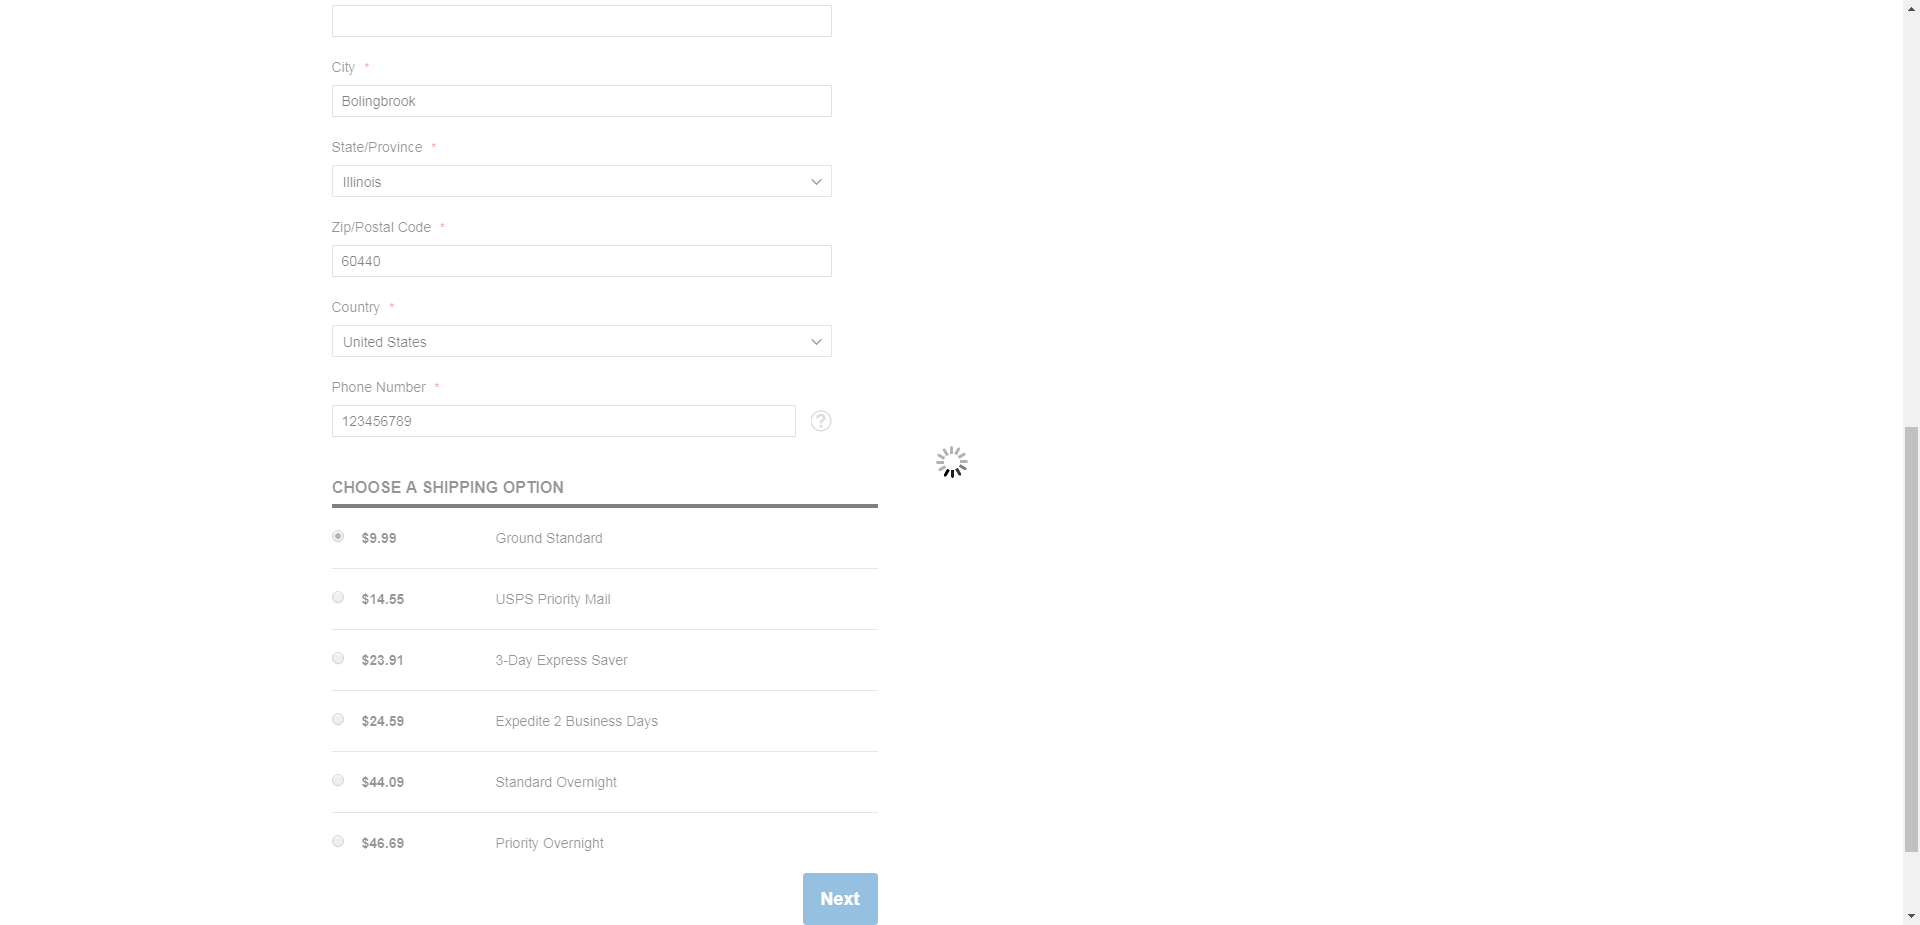 City *
Bolingbrook
State/Province *
Illinois
Zip/Postal Code *
60440
Country *
United States
Phone Number *
123456789
?
CHOOSE A SHIPPING OPTION
$9.99 Ground Standard
$14.55 USPS Priority Mail
$23.91 3-Day Express Saver
$24.59 Expedite 2 Business Days
$44.09 Standard Overnight
$46.69 Priority Overnight
Next